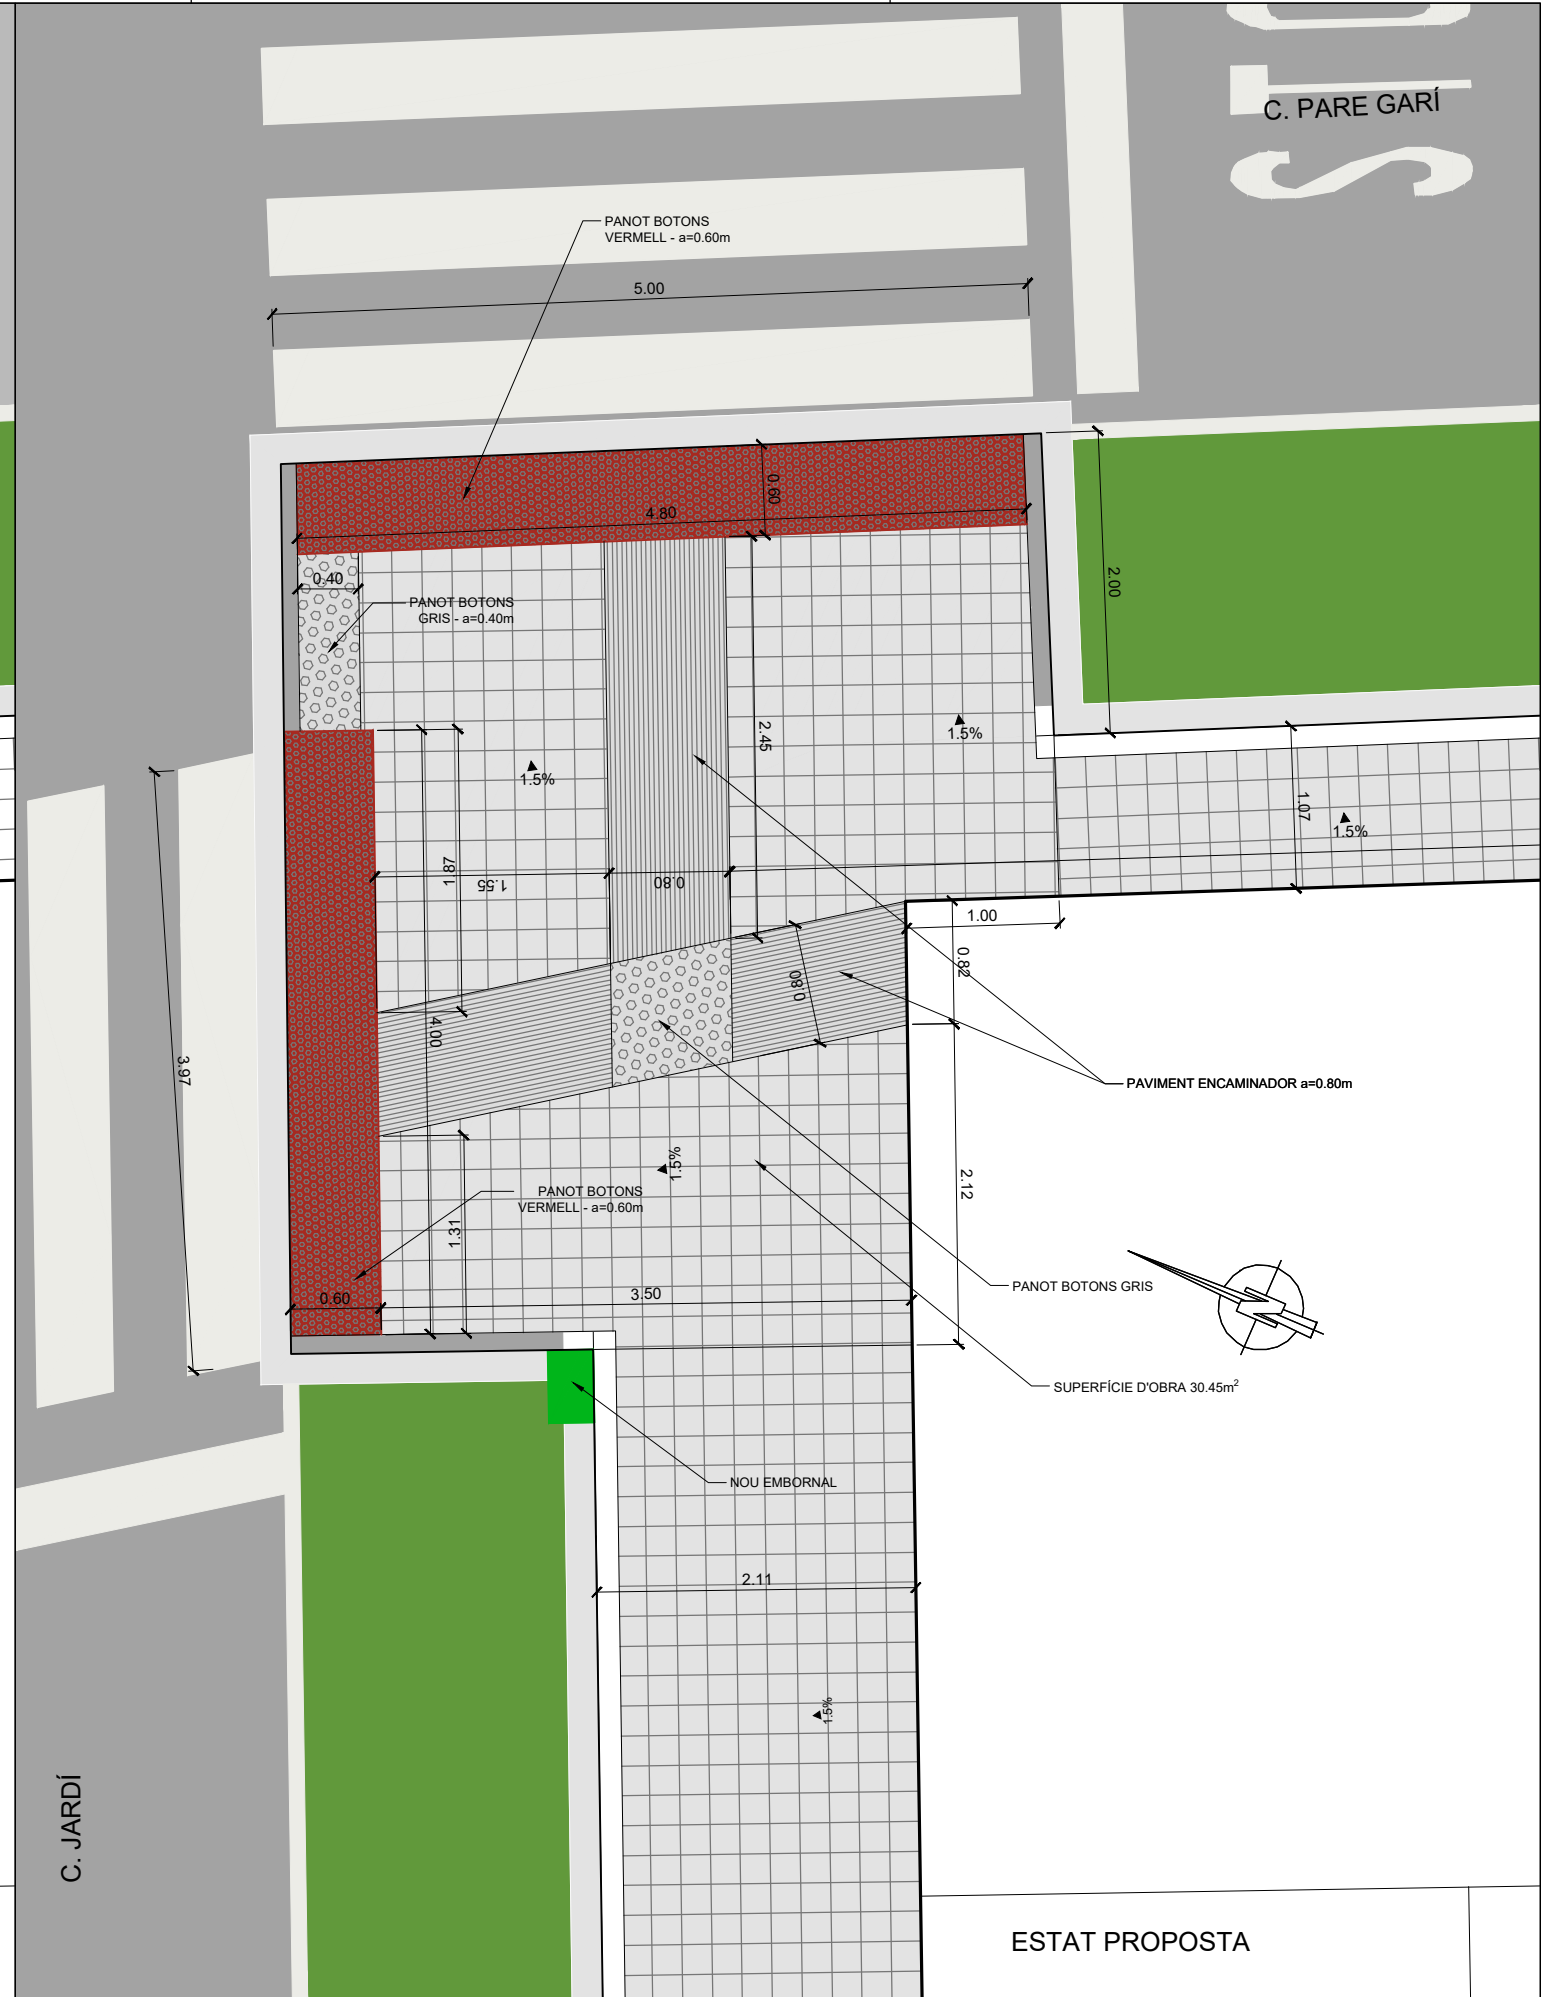 C. PARE GARÍ
PANOT BOTONS
VERMELL - a=0.60m
5.00
0.60
4.80
2.00
0.40
PANOT BOTONS
GRIS - a=0.40m
2.45
1.5%
1.5%
1.07
1.5%
1.87
1.55
0.80
1.00
0.82
0.80
4.00
3.97
PAVIMENT ENCAMINADOR a=0.80m
1.5%
2.12
PANOT BOTONS
VERMELL - a=0.60m
1.31
0.60
3.50
PANOT BOTONS GRIS
SUPERFÍCIE D'OBRA 30.45m²
NOU EMBORNAL
2.11
1.5%
C. JARDÍ
ESTAT PROPOSTA